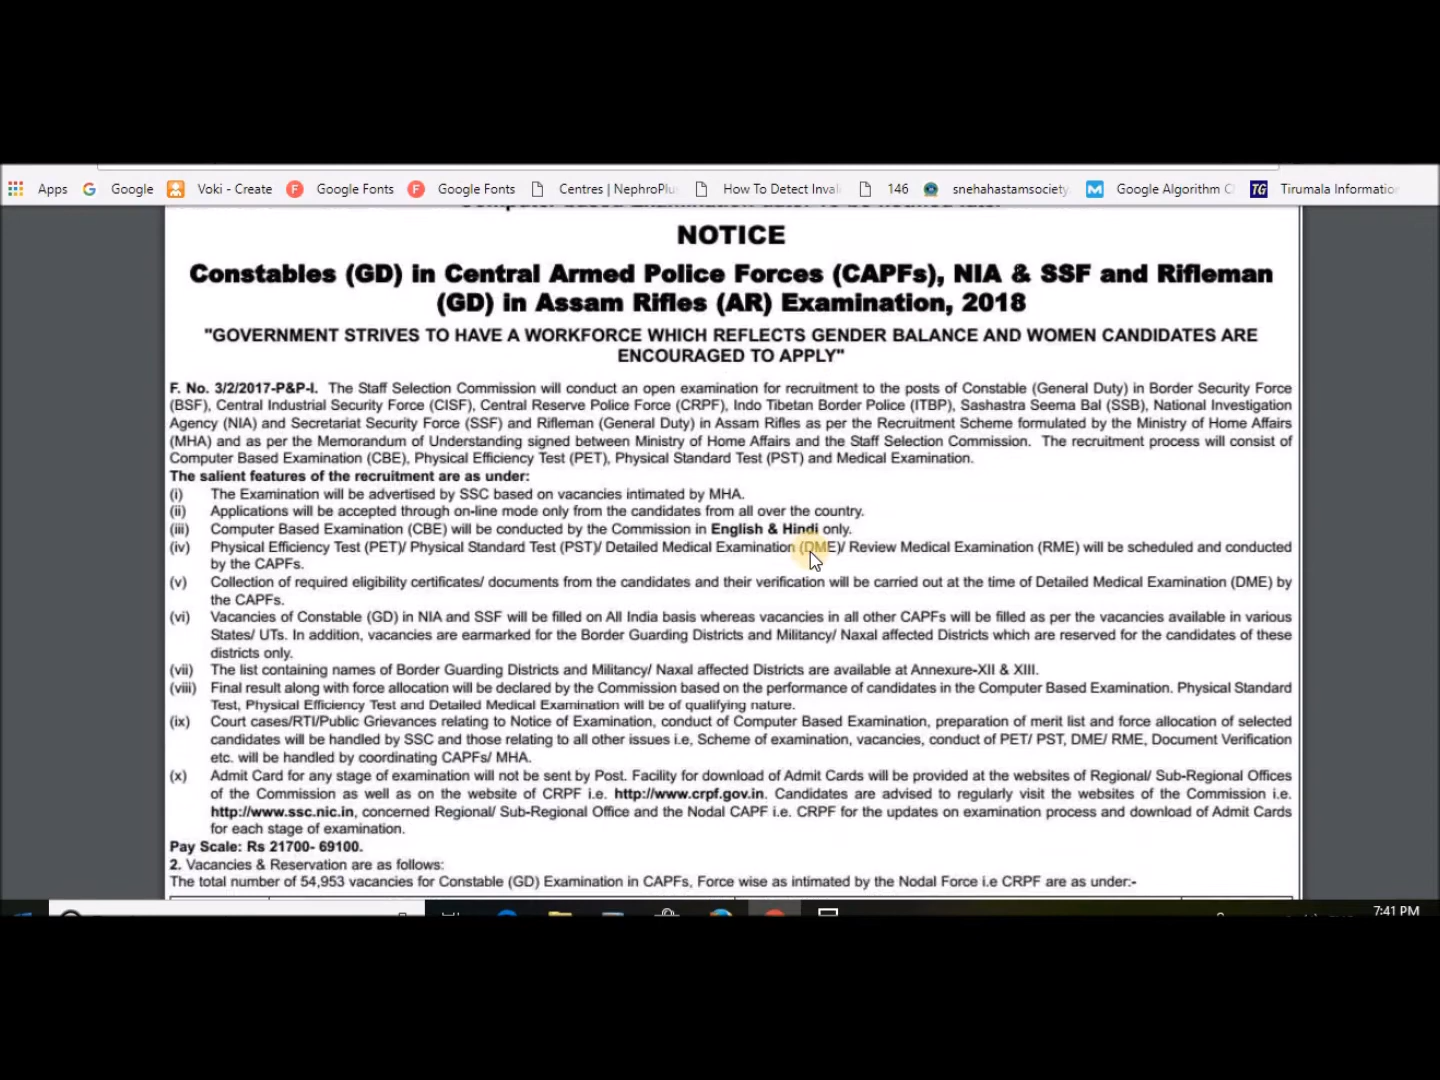 Apps Google Voki - Create Google Fonts Google Fonts Centres | NephroPlu How To Detect Invali 146 snehahastamsociety. Google Algorithm C Tirumala Informatio
NOTICE
Constables (GD) in Central Armed Police Forces (CAPFs), NIA & SSF and Rifleman
(GD) in Assam Rifles (AR) Examination, 2018
"GOVERNMENT STRIVES TO HAVE A WORKFORCE WHICH REFLECTS GENDER BALANCE AND WOMEN CANDIDATES ARE
ENCOURAGED TO APPLY"
F. No. 3/2/2017-P&P-I. The Staff Selection Commission will conduct an open examination for recruitment to the posts of Constable (General Duty) in Border Security Force
(BSF), Central Industrial Security Force (CISF), Central Reserve Police Force (CRPF), Indo Tibetan Border Police (ITBP), Sashastra Seema Bal (SSB), National Investigation
Agency (NIA) and Secretariat Security Force (SSF) and Rifleman (General Duty) in Assam Rifles as per the Recruitment Scheme formulated by the Ministry of Home Affairs
(MHA) and as per the Memorandum of Understanding signed between Ministry of Home Affairs and the Staff Selection Commission. The recruitment process will consist of
Computer Based Examination (CBE), Physical Efficiency Test (PET), Physical Standard Test (PST) and Medical Examination.
The salient features of the recruitment are as under:
(i) The Examination will be advertised by SSC based on vacancies intimated by MHA.
(ii) Applications will be accepted through on-line mode only from the candidates from all over the country.
(iii) Computer Based Examination (CBE) will be conducted by the Commission in English & Hindi only.
(iv) Physical Efficiency Test (PET)/ Physical Standard Test (PST)/ Detailed Medical Examination (DME)/ Review Medical Examination (RME) will be scheduled and conducted
by the CAPFs.
(v) Collection of required eligibility certificates/ documents from the candidates and their verification will be carried out at the time of Detailed Medical Examination (DME) by
the CAPFs.
(vi) Vacancies of Constable (GD) in NIA and SSF will be filled on All India basis whereas vacancies in all other CAPFs will be filled as per the vacancies available in various
States/ UTs. In addition, vacancies are earmarked for the Border Guarding Districts and Militancy/ Naxal affected Districts which are reserved for the candidates of these
districts only.
(vii) The list containing names of Border Guarding Districts and Militancy/ Naxal affected Districts are available at Annexure-XII & XIII.
(viii) Final result along with force allocation will be declared by the Commission based on the performance of candidates in the Computer Based Examination. Physical Standard
Test, Physical Efficiency Test and Detailed Medical Examination will be of qualifying nature.
(ix) Court cases/RTI/Public Grievances relating to Notice of Examination, conduct of Computer Based Examination, preparation of merit list and force allocation of selected
candidates will be handled by SSC and those relating to all other issues i.e, Scheme of examination, vacancies, conduct of PET/ PST, DME/ RME, Document Verification
etc. will be handled by coordinating CAPFs/ MHA.
(x) Admit Card for any stage of examination will not be sent by Post. Facility for download of Admit Cards will be provided at the websites of Regional/ Sub-Regional Offices
of the Commission as well as on the website of CRPF i.e. http://www.crpf.gov.in. Candidates are advised to regularly visit the websites of the Commission i.e.
http://www.ssc.nic.in, concerned Regional/ Sub-Regional Office and the Nodal CAPF i.e. CRPF for the updates on examination process and download of Admit Cards
for each stage of examination.
Pay Scale: Rs 21700- 69100.
2. Vacancies & Reservation are as follows:
The total number of 54,953 vacancies for Constable (GD) Examination in CAPFs, Force wise as intimated by the Nodal Force i.e CRPF are as under:-
7:41 PM